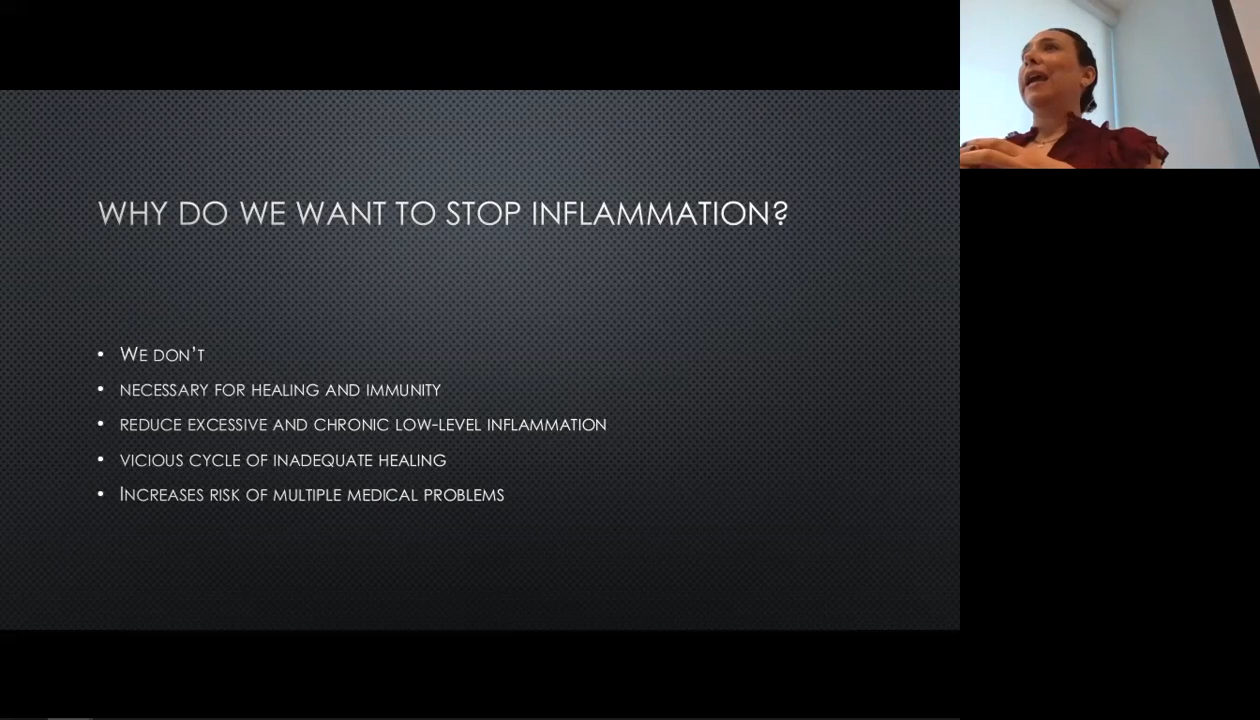 WHY DO WE WANT TO STOP INFLAMMATION?
• WE DON'T
• NECESSARY FOR HEALING AND IMMUNITY
• REDUCE EXCESSIVE AND CHRONIC LOW-LEVEL INFLAMMATION
• VICIOUS CYCLE OF INADEQUATE HEALING
• INCREASES RISK OF MULTIPLE MEDICAL PROBLEMS